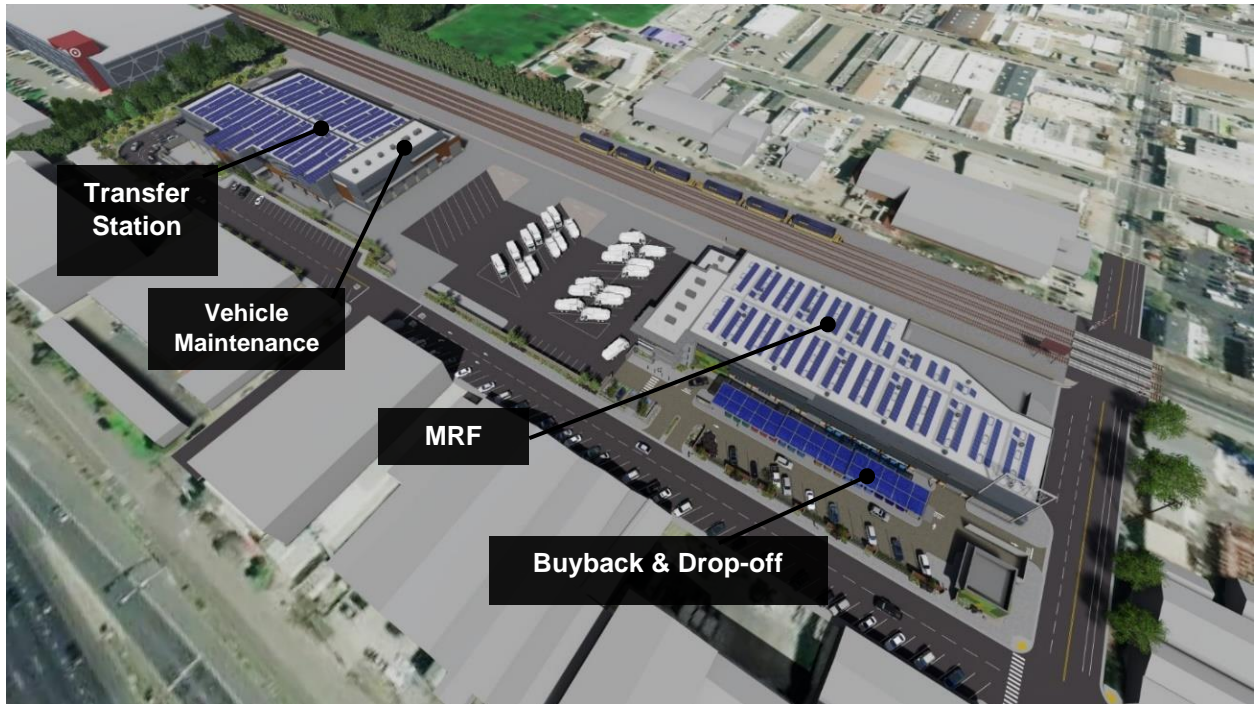 Transfer
Station
Vehicle
Maintenance
MRF
Buyback & Drop-off